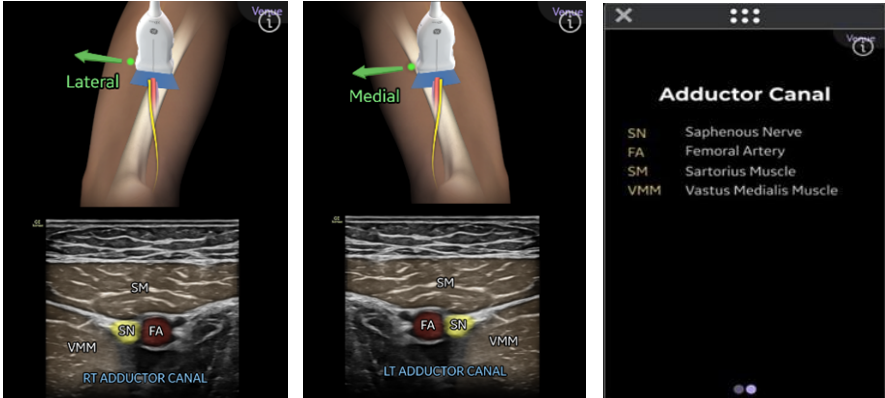 Venue
i
Lateral
SM
SN
FA
VMM
RT ADDUCTOR CANAL
Venue
i
Medial
SM
FA
SN
VMM
LT ADDUCTOR CANAL
Venue
i
Adductor Canal
SN Saphenous Nerve
FA Femoral Artery
SM Sartorius Muscle
VMM Vastus Medialis Muscle